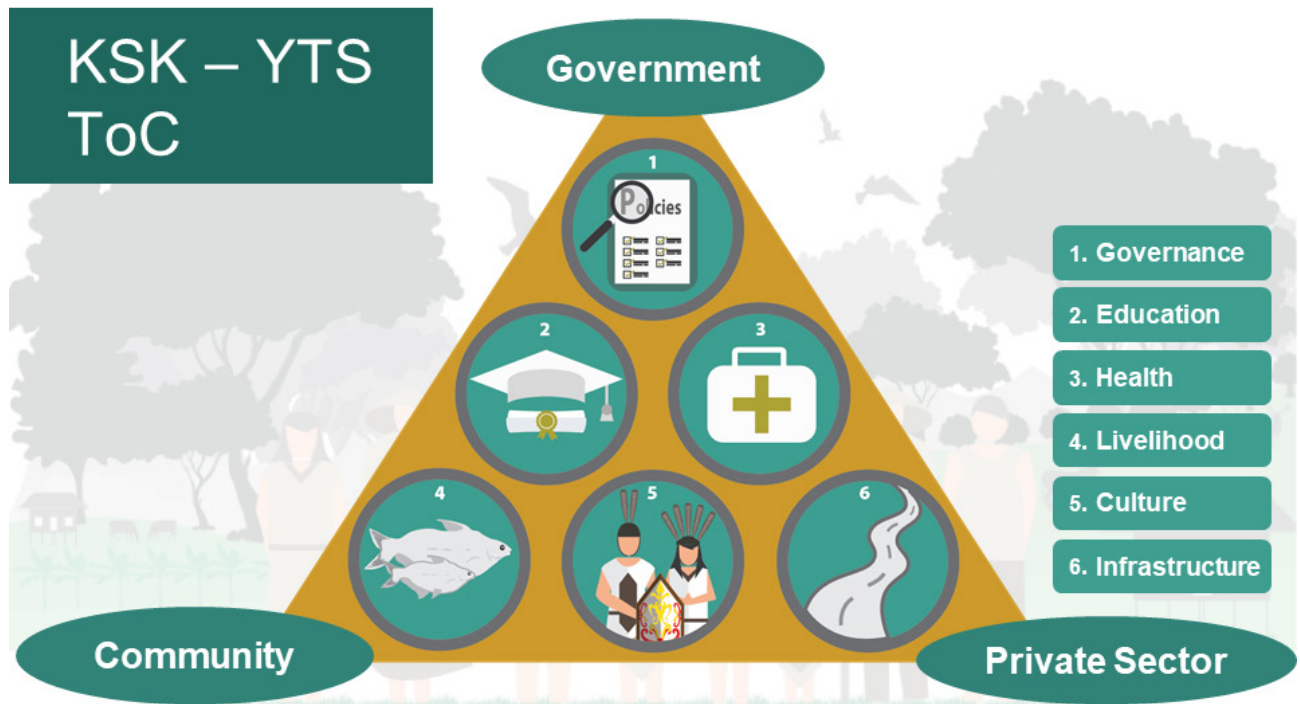 KSK – YTS
ToC
Government
1
Policies
2
3
4
5
6
1. Governance
2. Education
3. Health
4. Livelihood
5. Culture
6. Infrastructure
Community
Private Sector